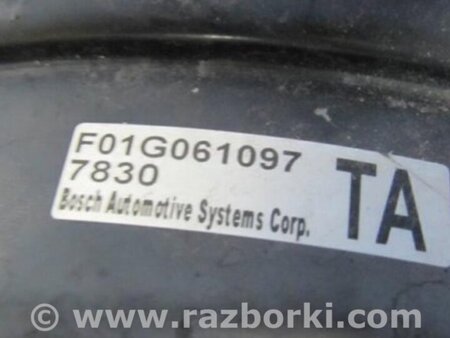 F01G061097
7830
Bosch Automotive Systems Corp.
TA
© www.razborki.com